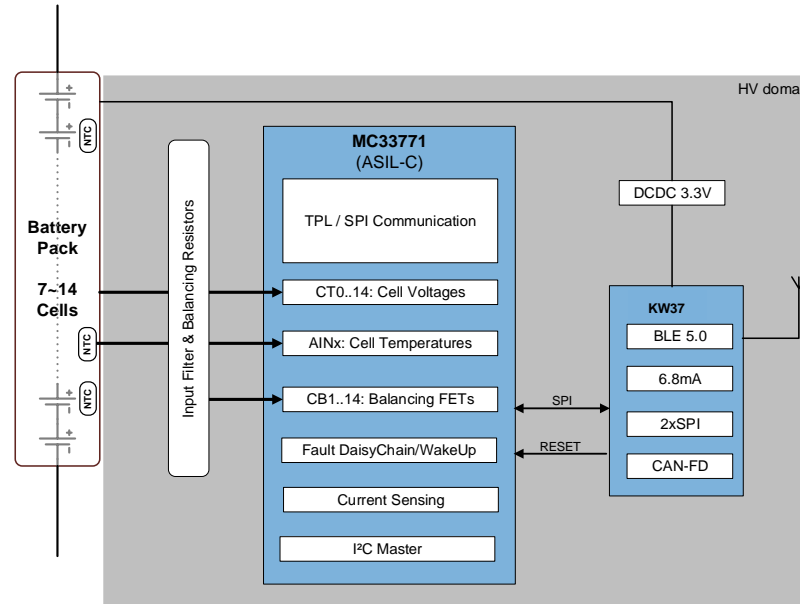 HV doma
MC33771
(ASIL-C)
TPL / SPI Communication
CT0..14: Cell Voltages
AINx: Cell Temperatures
CB1..14: Balancing FETs
Fault DaisyChain/WakeUp
Current Sensing
I²C Master
Battery
Pack
7~14
Cells
NTC
NTC
NTC
Input Filter & Balancing Resistors
DCDC 3.3V
KW37
BLE 5.0
6.8mA
2xSPI
CAN-FD
SPI
RESET